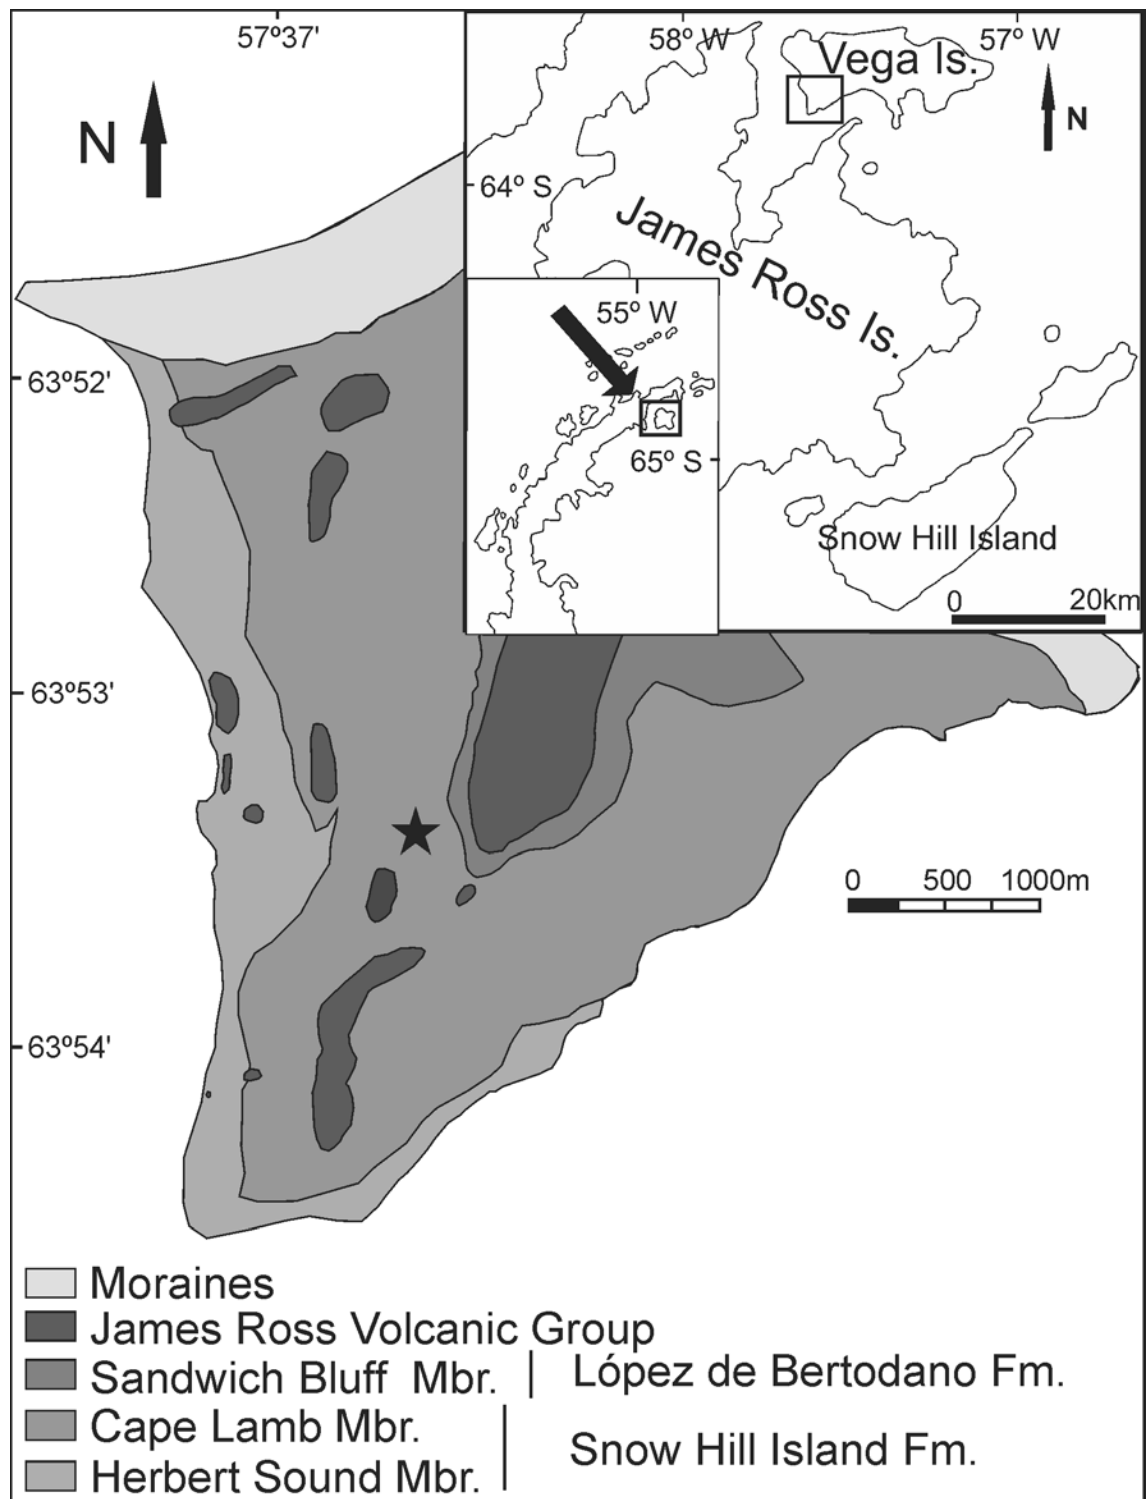 57º37'
58º W
57º W
Vega Is.
N
N
64º S
James Ross Is.
55º W
63º52'
65º S
Snow Hill Island
0 20km
63º53'
0 500 1000m
63º54'
Moraines
James Ross Volcanic Group
Sandwich Bluff Mbr. | López de Bertodano Fm.
Cape Lamb Mbr.
Snow Hill Island Fm.
Herbert Sound Mbr.